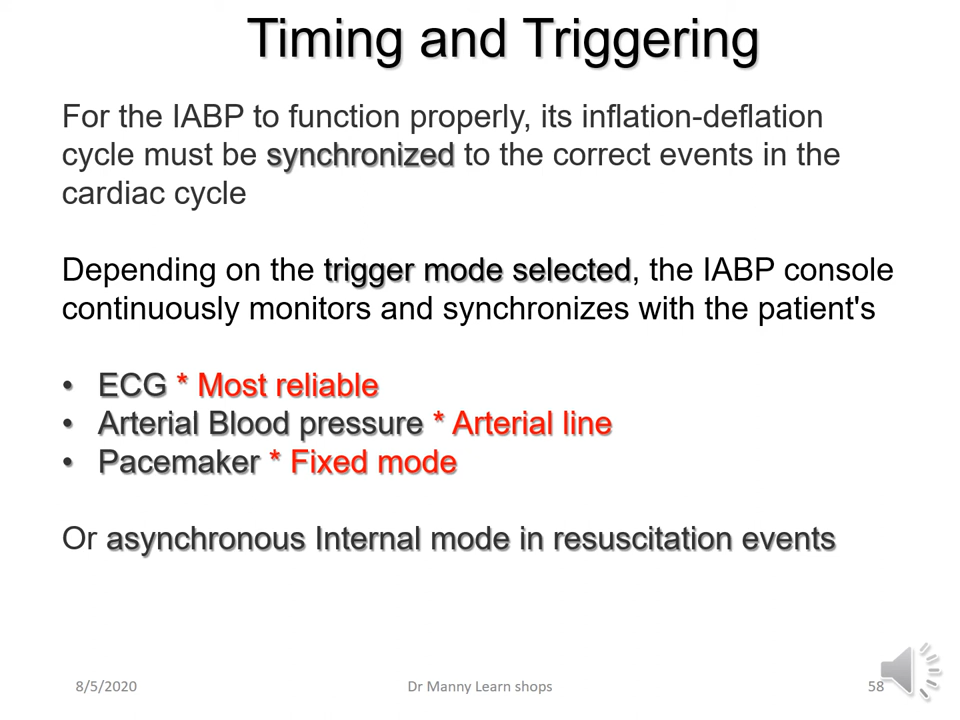 Timing and Triggering
For the IABP to function properly, its inflation-deflation
cycle must be synchronized to the correct events in the
cardiac cycle
Depending on the trigger mode selected, the IABP console
continuously monitors and synchronizes with the patient's
• ECG * Most reliable
• Arterial Blood pressure * Arterial line
• Pacemaker * Fixed mode
Or asynchronous Internal mode in resuscitation events
8/5/2020 Dr Manny Learn shops 58